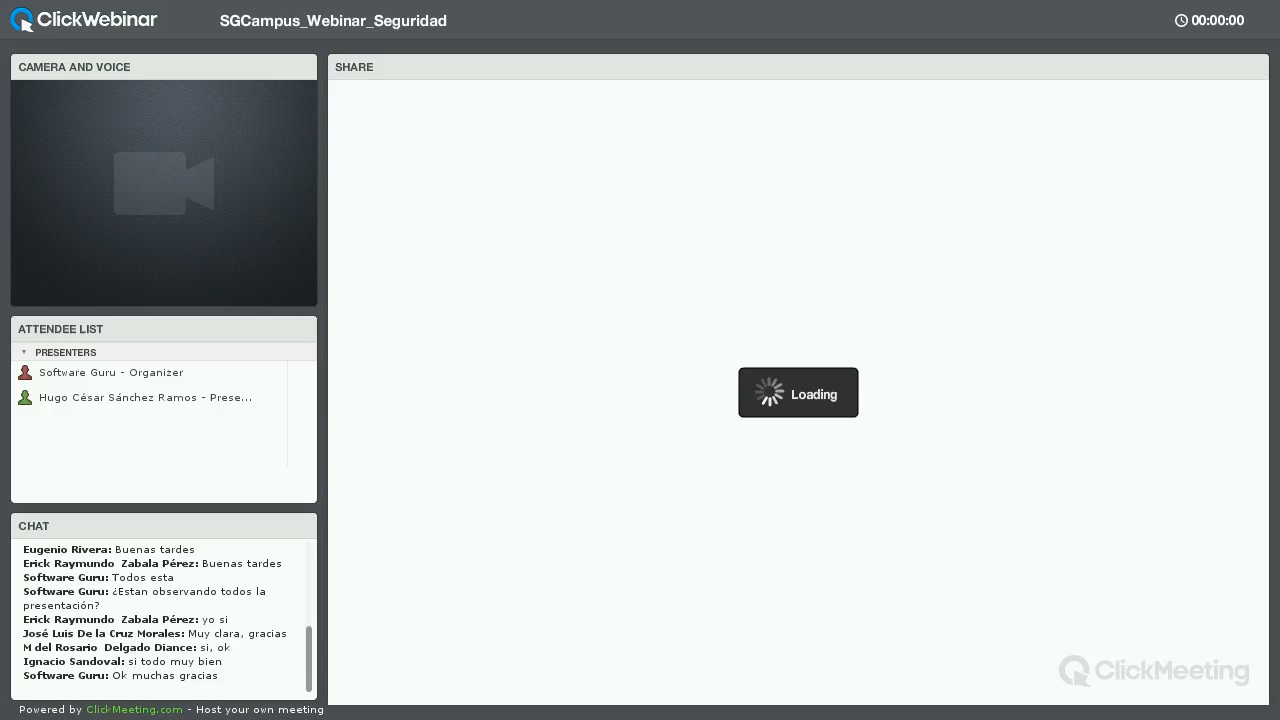 ClickWebinar
SGCampus_Webinar_Seguridad
00:00:00
CAMERA AND VOICE
SHARE
ATTENDEE LIST
PRESENTERS
Software Guru - Organizer
Hugo César Sánchez Ramos - Prese...
Loading
CHAT
Eugenio Rivera: Buenas tardes
Erick Raymundo Zabala Pérez: Buenas tardes
Software Guru: Todos esta
Software Guru: ¿Estan observando todos la
presentación?
Erick Raymundo Zabala Pérez: yo si
José Luis De la Cruz Morales: Muy clara, gracias
M del Rosario Delgado Diance: si, ok
Ignacio Sandoval: si todo muy bien
Software Guru: Ok muchas gracias
ClickMeeting
Powered by ClickMeeting.com - Host your own meeting